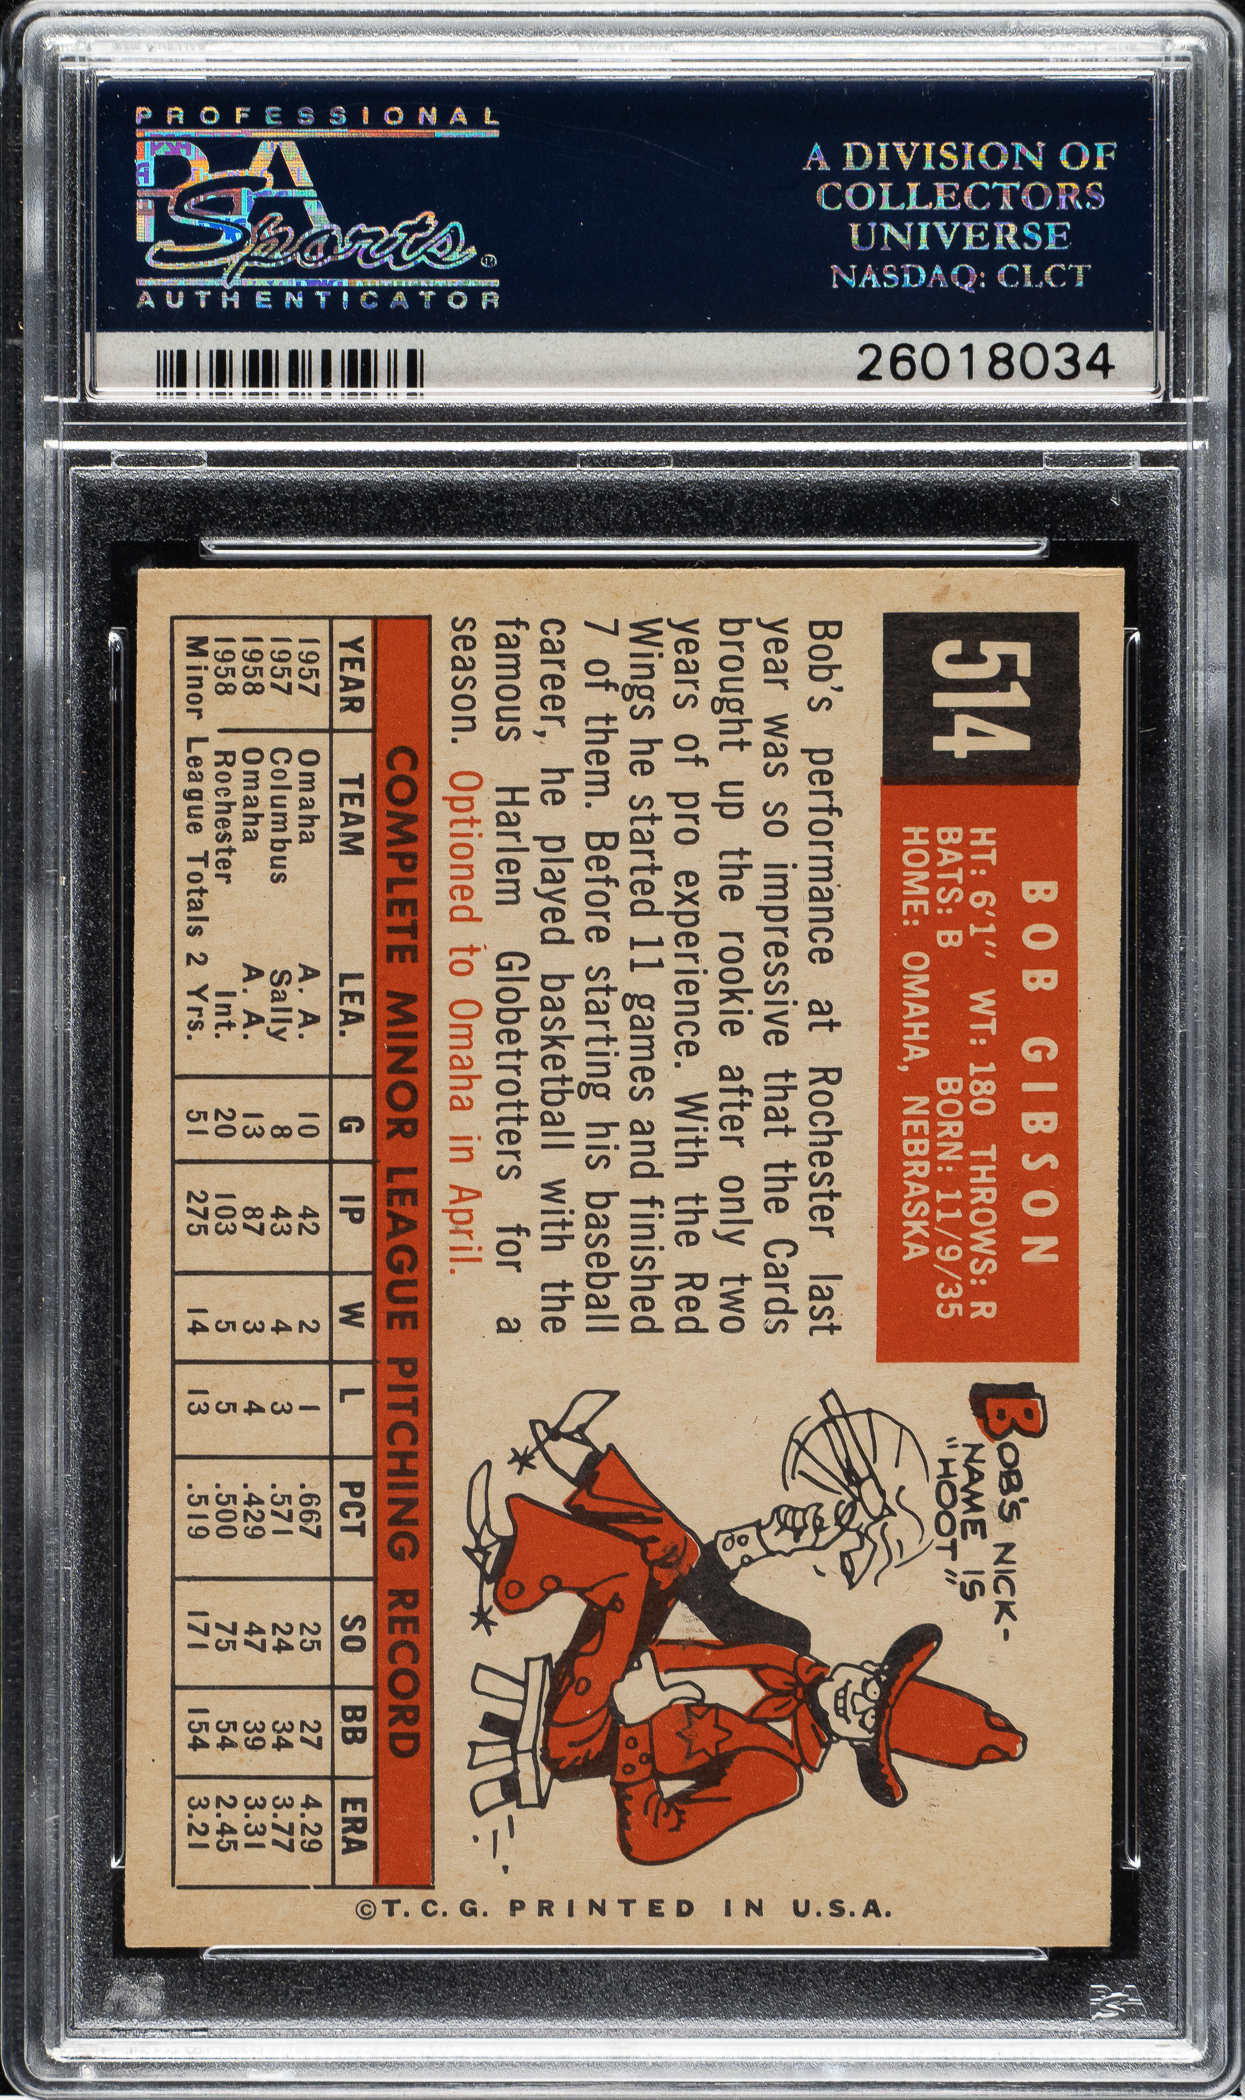 PROFESSIONAL
PSA
Sports®
AUTHENTICATOR
A DIVISION OF
COLLECTORS
UNIVERSE
NASDAQ: CLCT
26018034
514
BOB GIBSON
HT: 6'1" WT: 180 THROWS: R
BATS: B BORN: 11/9/35
HOME: OMAHA, NEBRASKA
Bob's performance at Rochester last
year was so impressive that the Cards
brought up the rookie after only two
years of pro experience. With the Red
Wings he started 11 games and finished
7 of them. Before starting his baseball
career, he played basketball with the
famous Harlem Globetrotters for a
season. Optioned to Omaha in April.
BOB'S NICK-
NAME IS
"HOOT"
COMPLETE MINOR LEAGUE PITCHING RECORD
YEAR TEAM LEA. G IP W L PCT SO BB ERA
1957 Omaha A. A. 10 42 2 1 .667 25 27 4.29
1957 Columbus Sally 8 43 4 3 .571 24 34 3.77
1958 Omaha A. A. 13 87 3 4 .429 47 39 3.31
1958 Rochester Int. 20 103 5 5 .500 75 54 2.45
Minor League Totals 2 Yrs. 51 275 14 13 .519 171 154 3.21
©T.C.G. PRINTED IN U.S.A.
PSA